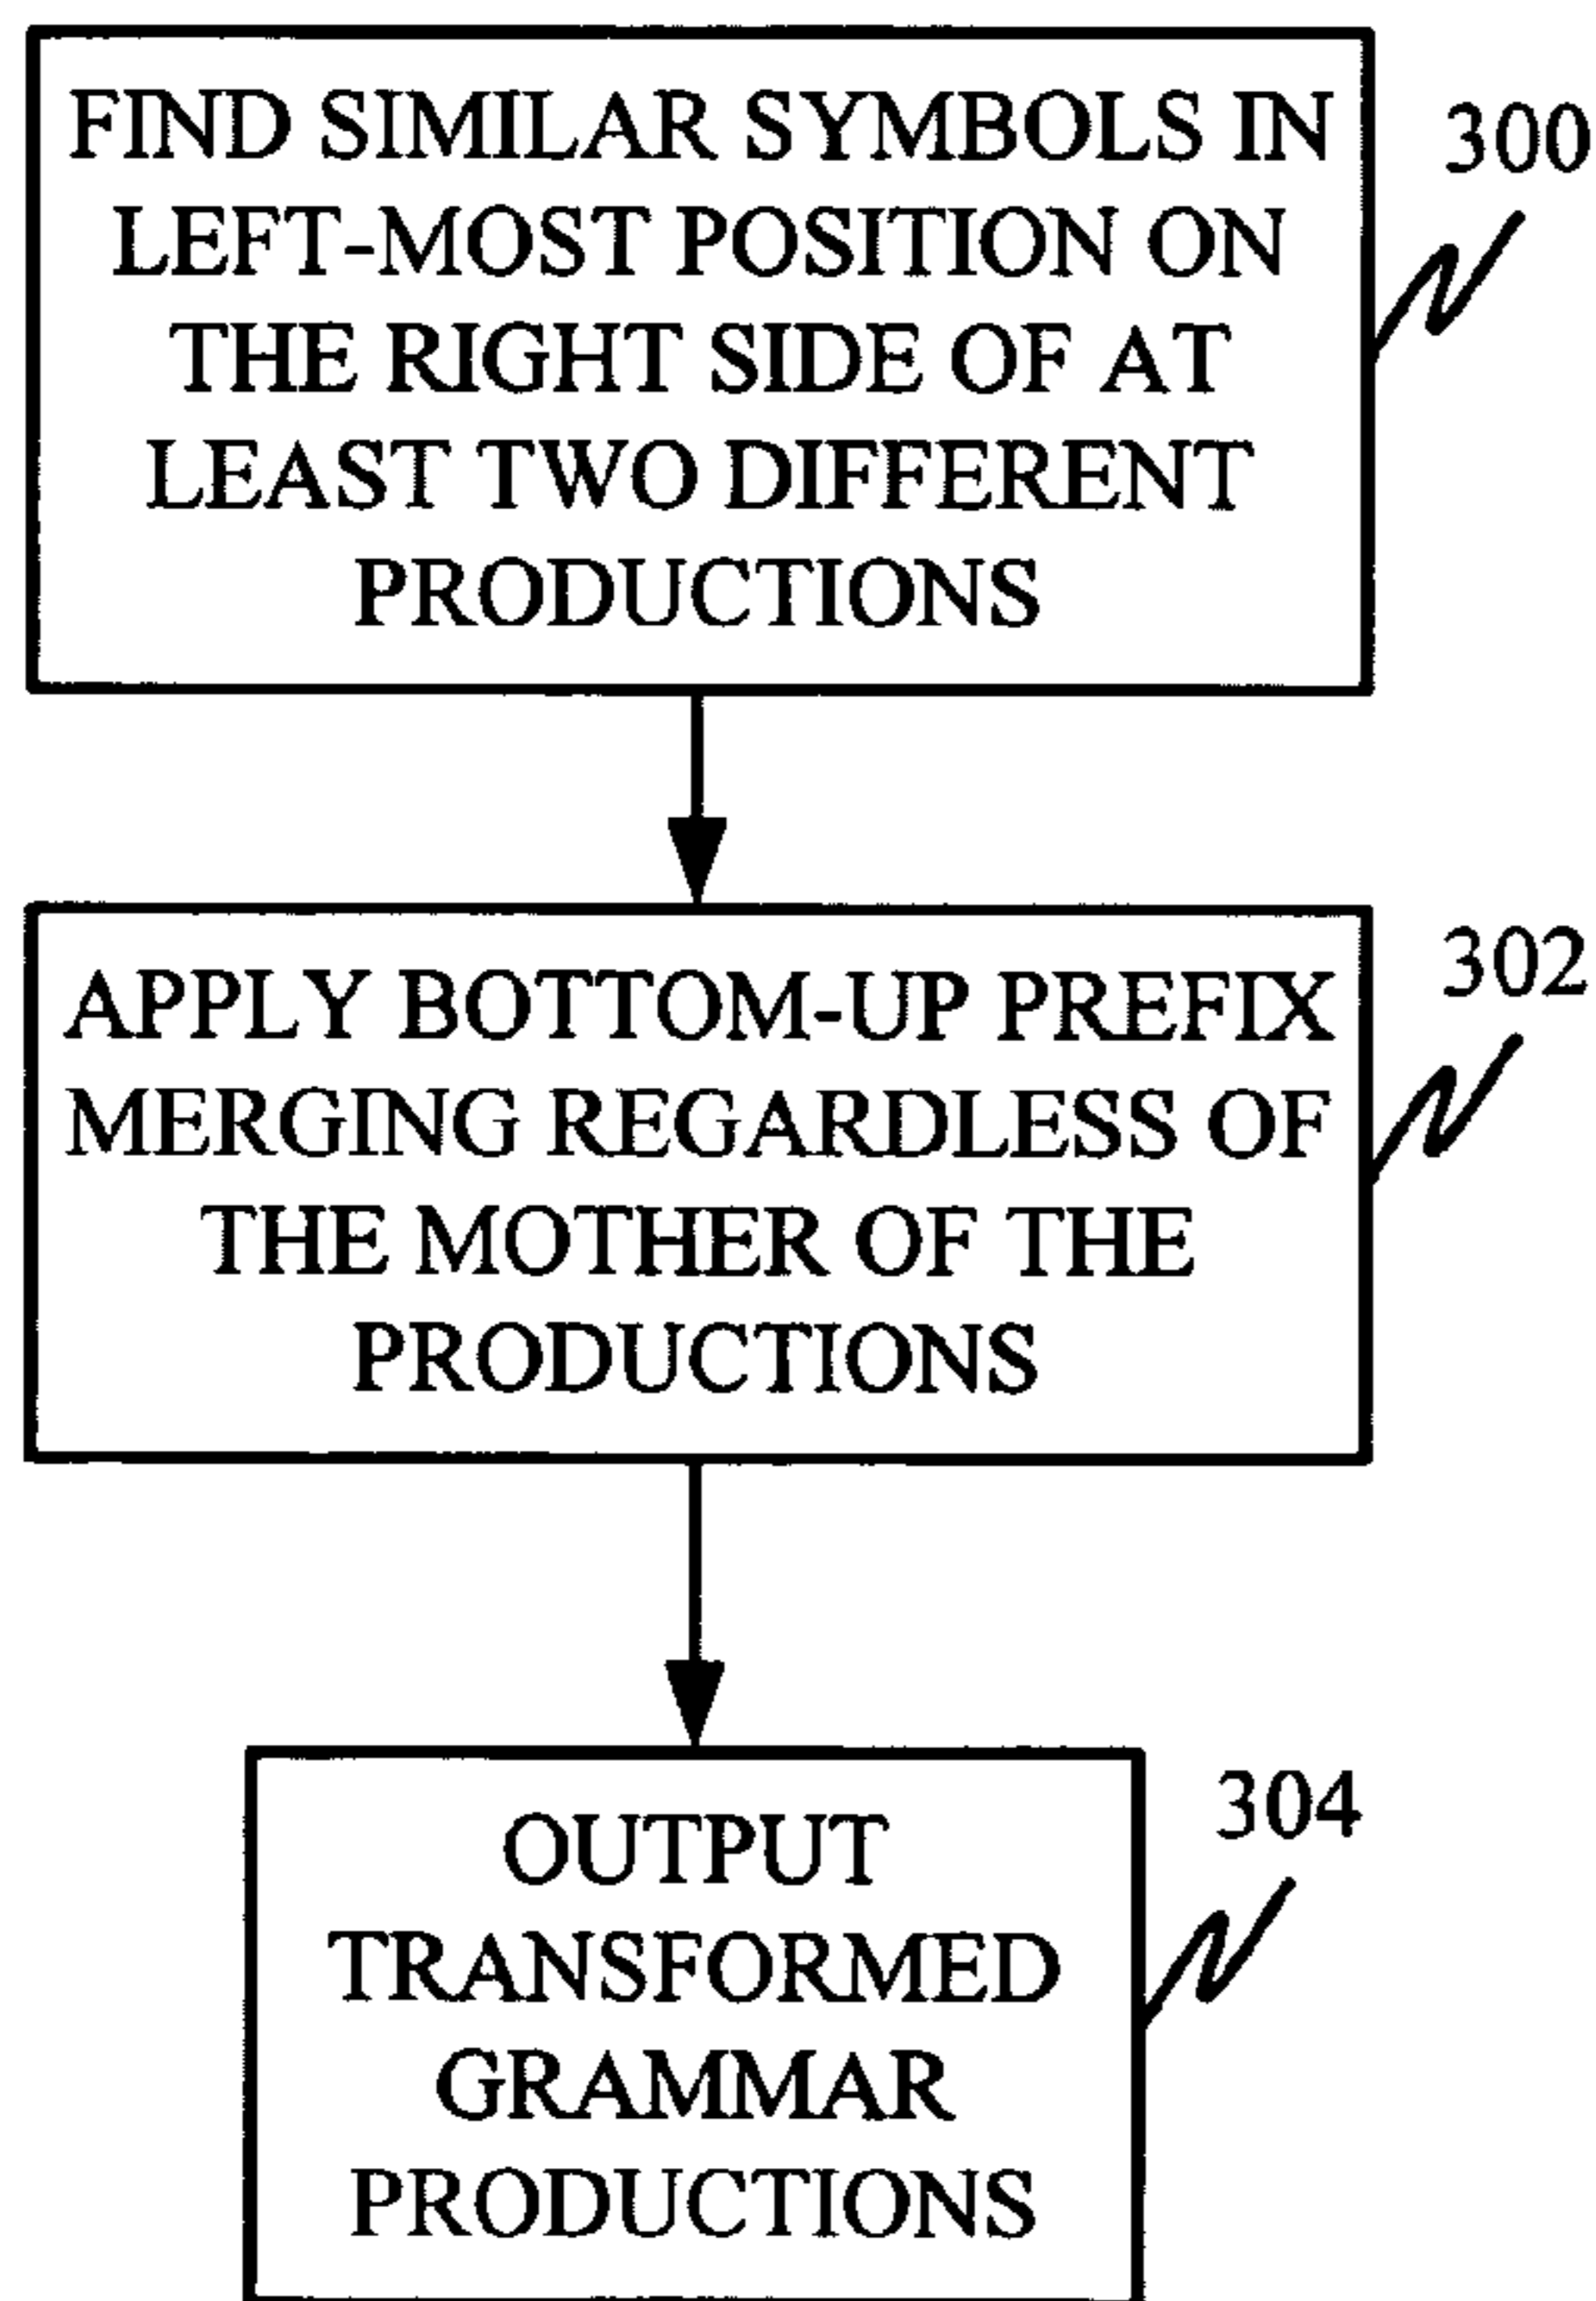 FIND SIMILAR SYMBOLS IN
LEFT-MOST POSITION ON
THE RIGHT SIDE OF AT
LEAST TWO DIFFERENT
PRODUCTIONS
300
APPLY BOTTOM-UP PREFIX
MERGING REGARDLESS OF
THE MOTHER OF THE
PRODUCTIONS
302
OUTPUT
TRANSFORMED
GRAMMAR
PRODUCTIONS
304